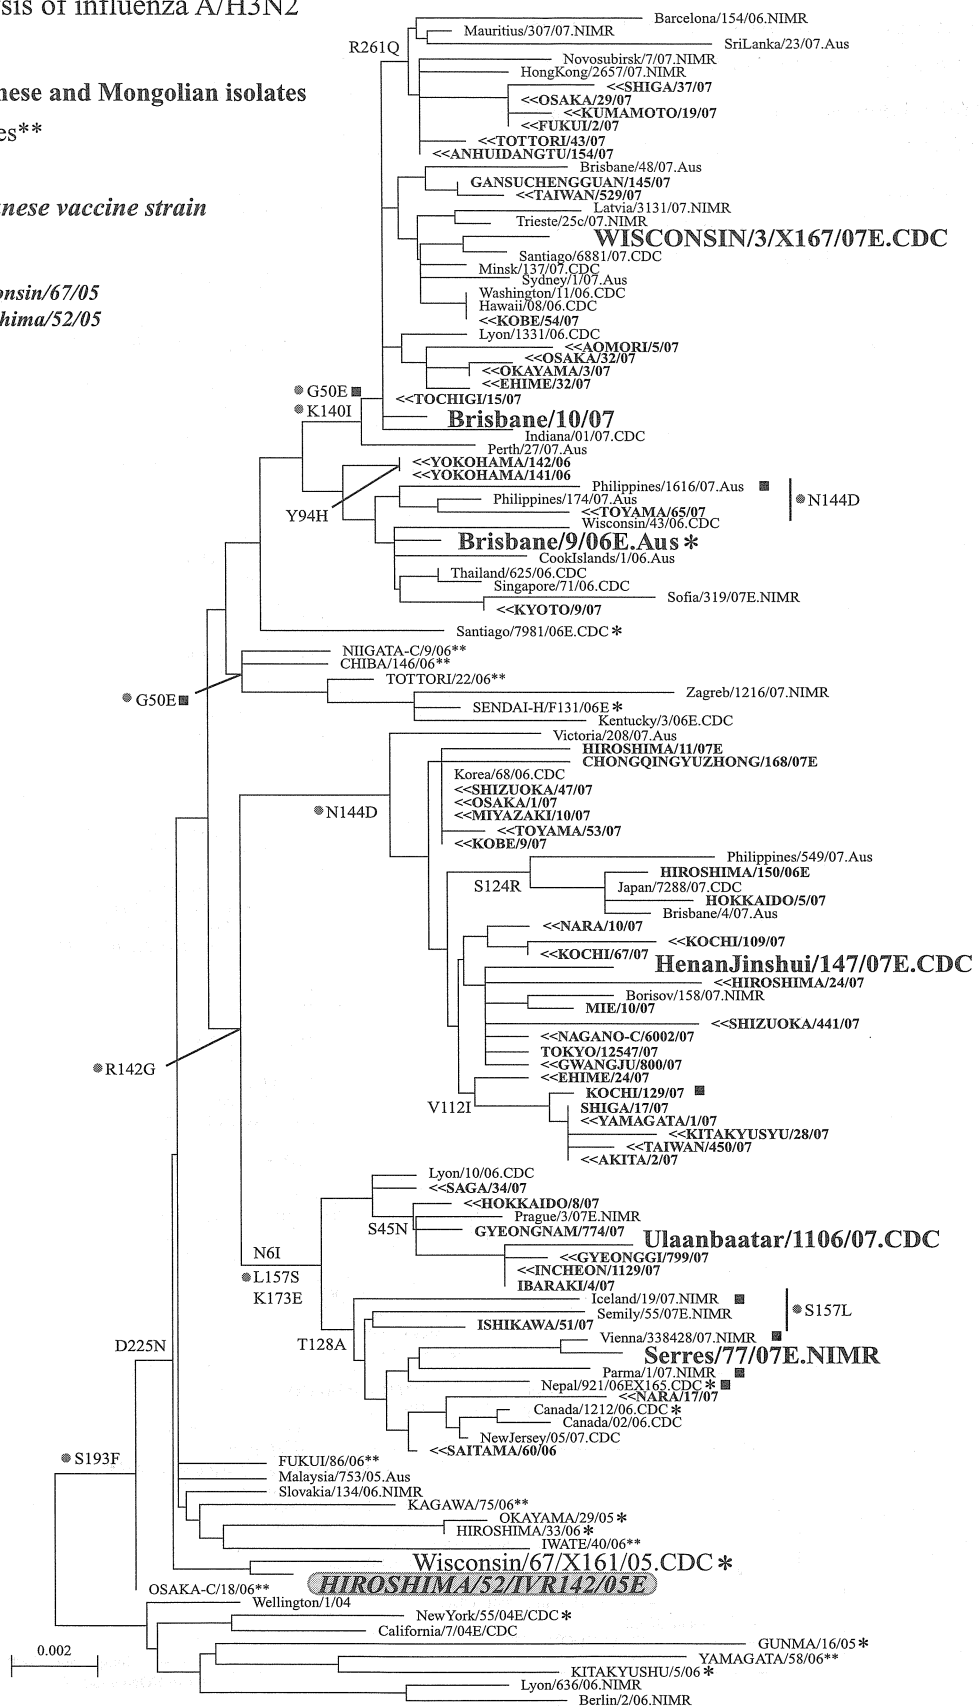 sis of influenza A/H3N2
nese and Mongolian isolates
es**
nese vaccine strain
onsin/67/05
hima/52/05
Barcelona/154/06.NIMR
Mauritius/307/07.NIMR
SriLanka/23/07.Aus
R261Q
Novosubirsk/7/07.NIMR
HongKong/2657/07.NIMR
<<SHIGA/37/07
<<OSAKA/29/07
<<KUMAMOTO/19/07
<<FUKUI/2/07
<<TOTTORI/43/07
<<ANHUIDANGTU/154/07
Brisbane/48/07.Aus
GANSUCHENGGUAN/145/07
<<TAIWAN/529/07
Latvia/3131/07.NIMR
Trieste/25c/07.NIMR
WISCONSIN/3/X167/07E.CDC
Santiago/6881/07.CDC
Minsk/137/07.CDC
Sydney/1/07.Aus
Washington/11/06.CDC
Hawaii/08/06.CDC
<<KOBE/54/07
Lyon/1331/06.CDC
<<AOMORI/5/07
<<OSAKA/32/07
<<OKAYAMA/3/07
<<EHIME/32/07
G50E
<<TOCHIGI/15/07
K140I
Brisbane/10/07
Indiana/01/07.CDC
Perth/27/07.Aus
<<YOKOHAMA/142/06
<<YOKOHAMA/141/06
Y94H
Philippines/1616/07.Aus
Philippines/174/07.Aus
N144D
<<TOYAMA/65/07
Wisconsin/43/06.CDC
Brisbane/9/06E.Aus*
CookIslands/1/06.Aus
Thailand/625/06.CDC
Singapore/71/06.CDC
Sofia/319/07E.NIMR
<<KYOTO/9/07
Santiago/7981/06E.CDC*
NIIGATA-C/9/06**
CHIBA/146/06**
TOTTORI/22/06**
G50E
Zagreb/1216/07.NIMR
SENDAI-H/F131/06E*
Kentucky/3/06E.CDC
Victoria/208/07.Aus
HIROSHIMA/11/07E
CHONGQINGYUZHONG/168/07E
Korea/68/06.CDC
<<SHIZUOKA/47/07
<<OSAKA/1/07
N144D
<<MIYAZAKI/10/07
<<TOYAMA/53/07
<<KOBE/9/07
Philippines/549/07.Aus
HIROSHIMA/150/06E
S124R
Japan/7288/07.CDC
HOKKAIDO/5/07
Brisbane/4/07.Aus
<<NARA/10/07
<<KOCHI/109/07
<<KOCHI/67/07
HenanJinshui/147/07E.CDC
<<HIROSHIMA/24/07
Borisov/158/07.NIMR
MIE/10/07
<<SHIZUOKA/441/07
<<NAGANO-C/6002/07
TOKYO/12547/07
<<GWANGJU/800/07
R142G
<<EHIME/24/07
KOCHI/129/07
V112I
SHIGA/17/07
<<YAMAGATA/1/07
<<KITAKYUSYU/28/07
<<TAIWAN/450/07
<<AKITA/2/07
Lyon/10/06.CDC
<<SAGA/34/07
<<HOKKAIDO/8/07
Prague/3/07E.NIMR
S45N
GYEONGNAM/774/07
Ulaanbaatar/1106/07.CDC
N6I
<<GYEONGGI/799/07
<<INCHEON/1129/07
L157S
IBARAKI/4/07
K173E
Iceland/19/07.NIMR
Semily/55/07E.NIMR
S157L
ISHIKAWA/51/07
T128A
Vienna/338428/07.NIMR
D225N
Serres/77/07E.NIMR
Parma/1/07.NIMR
Nepal/921/06EX165.CDC*
<<NARA/17/07
Canada/1212/06.CDC*
Canada/02/06.CDC
NewJersey/05/07.CDC
<<SAITAMA/60/06
S193F
FUKUI/86/06**
Malaysia/753/05.Aus
Slovakia/134/06.NIMR
KAGAWA/75/06**
OKAYAMA/29/05*
HIROSHIMA/33/06*
IWATE/40/06**
Wisconsin/67/X161/05.CDC*
HIROSHIMA/52/IVR142/05E
OSAKA-C/18/06**
Wellington/1/04
NewYork/55/04E/CDC*
California/7/04E/CDC
GUNMA/16/05*
0.002
YAMAGATA/58/06**
KITAKYUSHU/5/06*
Lyon/636/06.NIMR
Berlin/2/06.NIMR